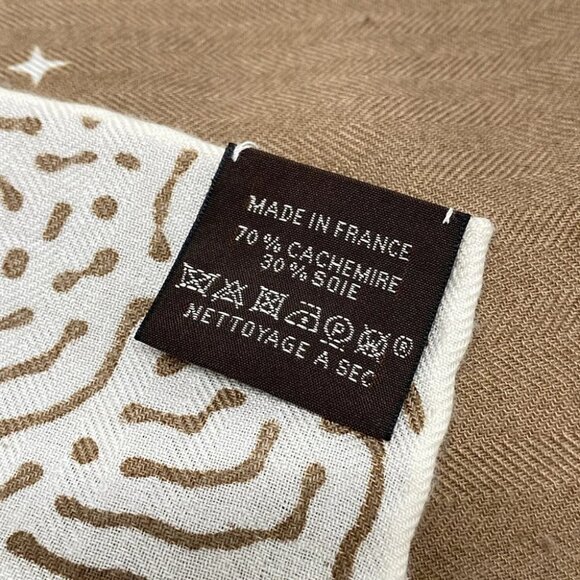 MADE IN FRANCE
70% CACHEMIRE
30% SOIE
P W ®
NETTOYAGE A SEC